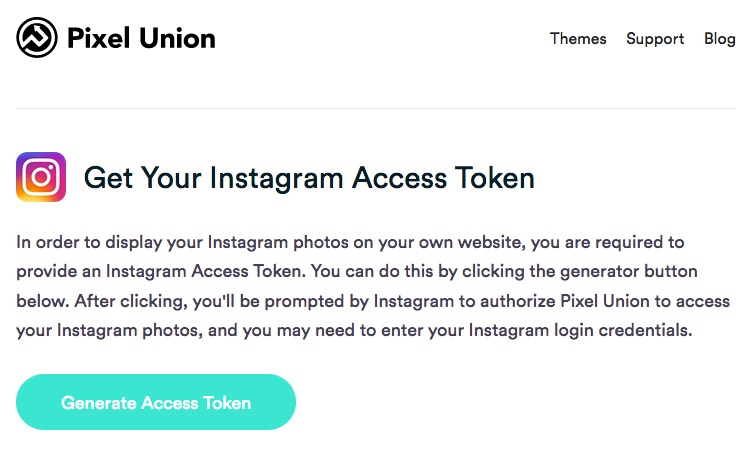 Pixel Union
Themes Support Blog
Get Your Instagram Access Token
In order to display your Instagram photos on your own website, you are required to
provide an Instagram Access Token. You can do this by clicking the generator button
below. After clicking, you'll be prompted by Instagram to authorize Pixel Union to access
your Instagram photos, and you may need to enter your Instagram login credentials.
Generate Access Token